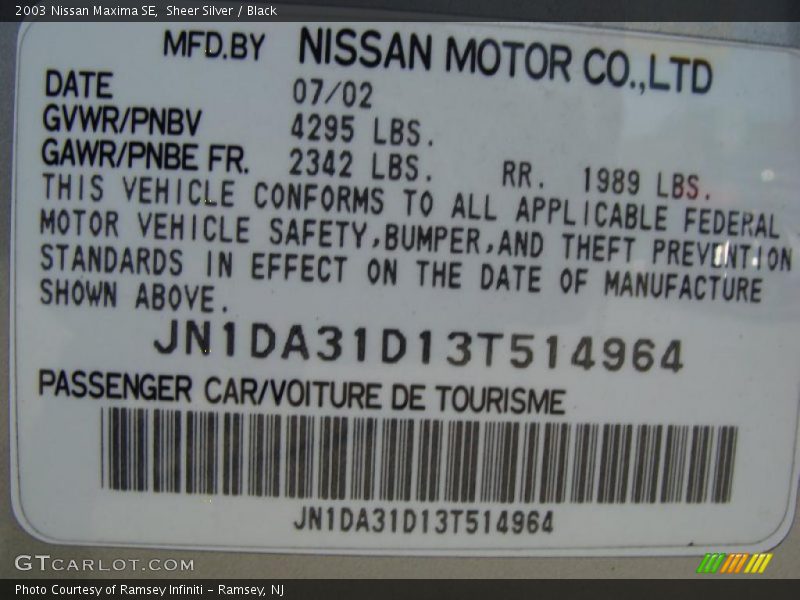 2003 Nissan Maxima SE, Sheer Silver / Black
MFD.BY NISSAN MOTOR CO.,LTD
DATE 07/02
GVWR/PNBV 4295 LBS.
GAWR/PNBE FR. 2342 LBS. RR. 1989 LBS.
THIS VEHICLE CONFORMS TO ALL APPLICABLE FEDERAL
MOTOR VEHICLE SAFETY,BUMPER,AND THEFT PREVENTION
STANDARDS IN EFFECT ON THE DATE OF MANUFACTURE
SHOWN ABOVE.
JN1DA31D13T514964
PASSENGER CAR/VOITURE DE TOURISME
JN1DA31D13T514964
GTCARLOT.COM
Photo Courtesy of Ramsey Infiniti - Ramsey, NJ